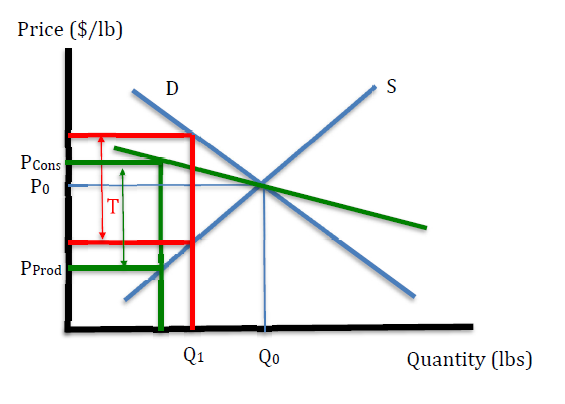 Price ($/lb)
D
S
PCons
P0
T
PProd
Q1
Q0
Quantity (lbs)